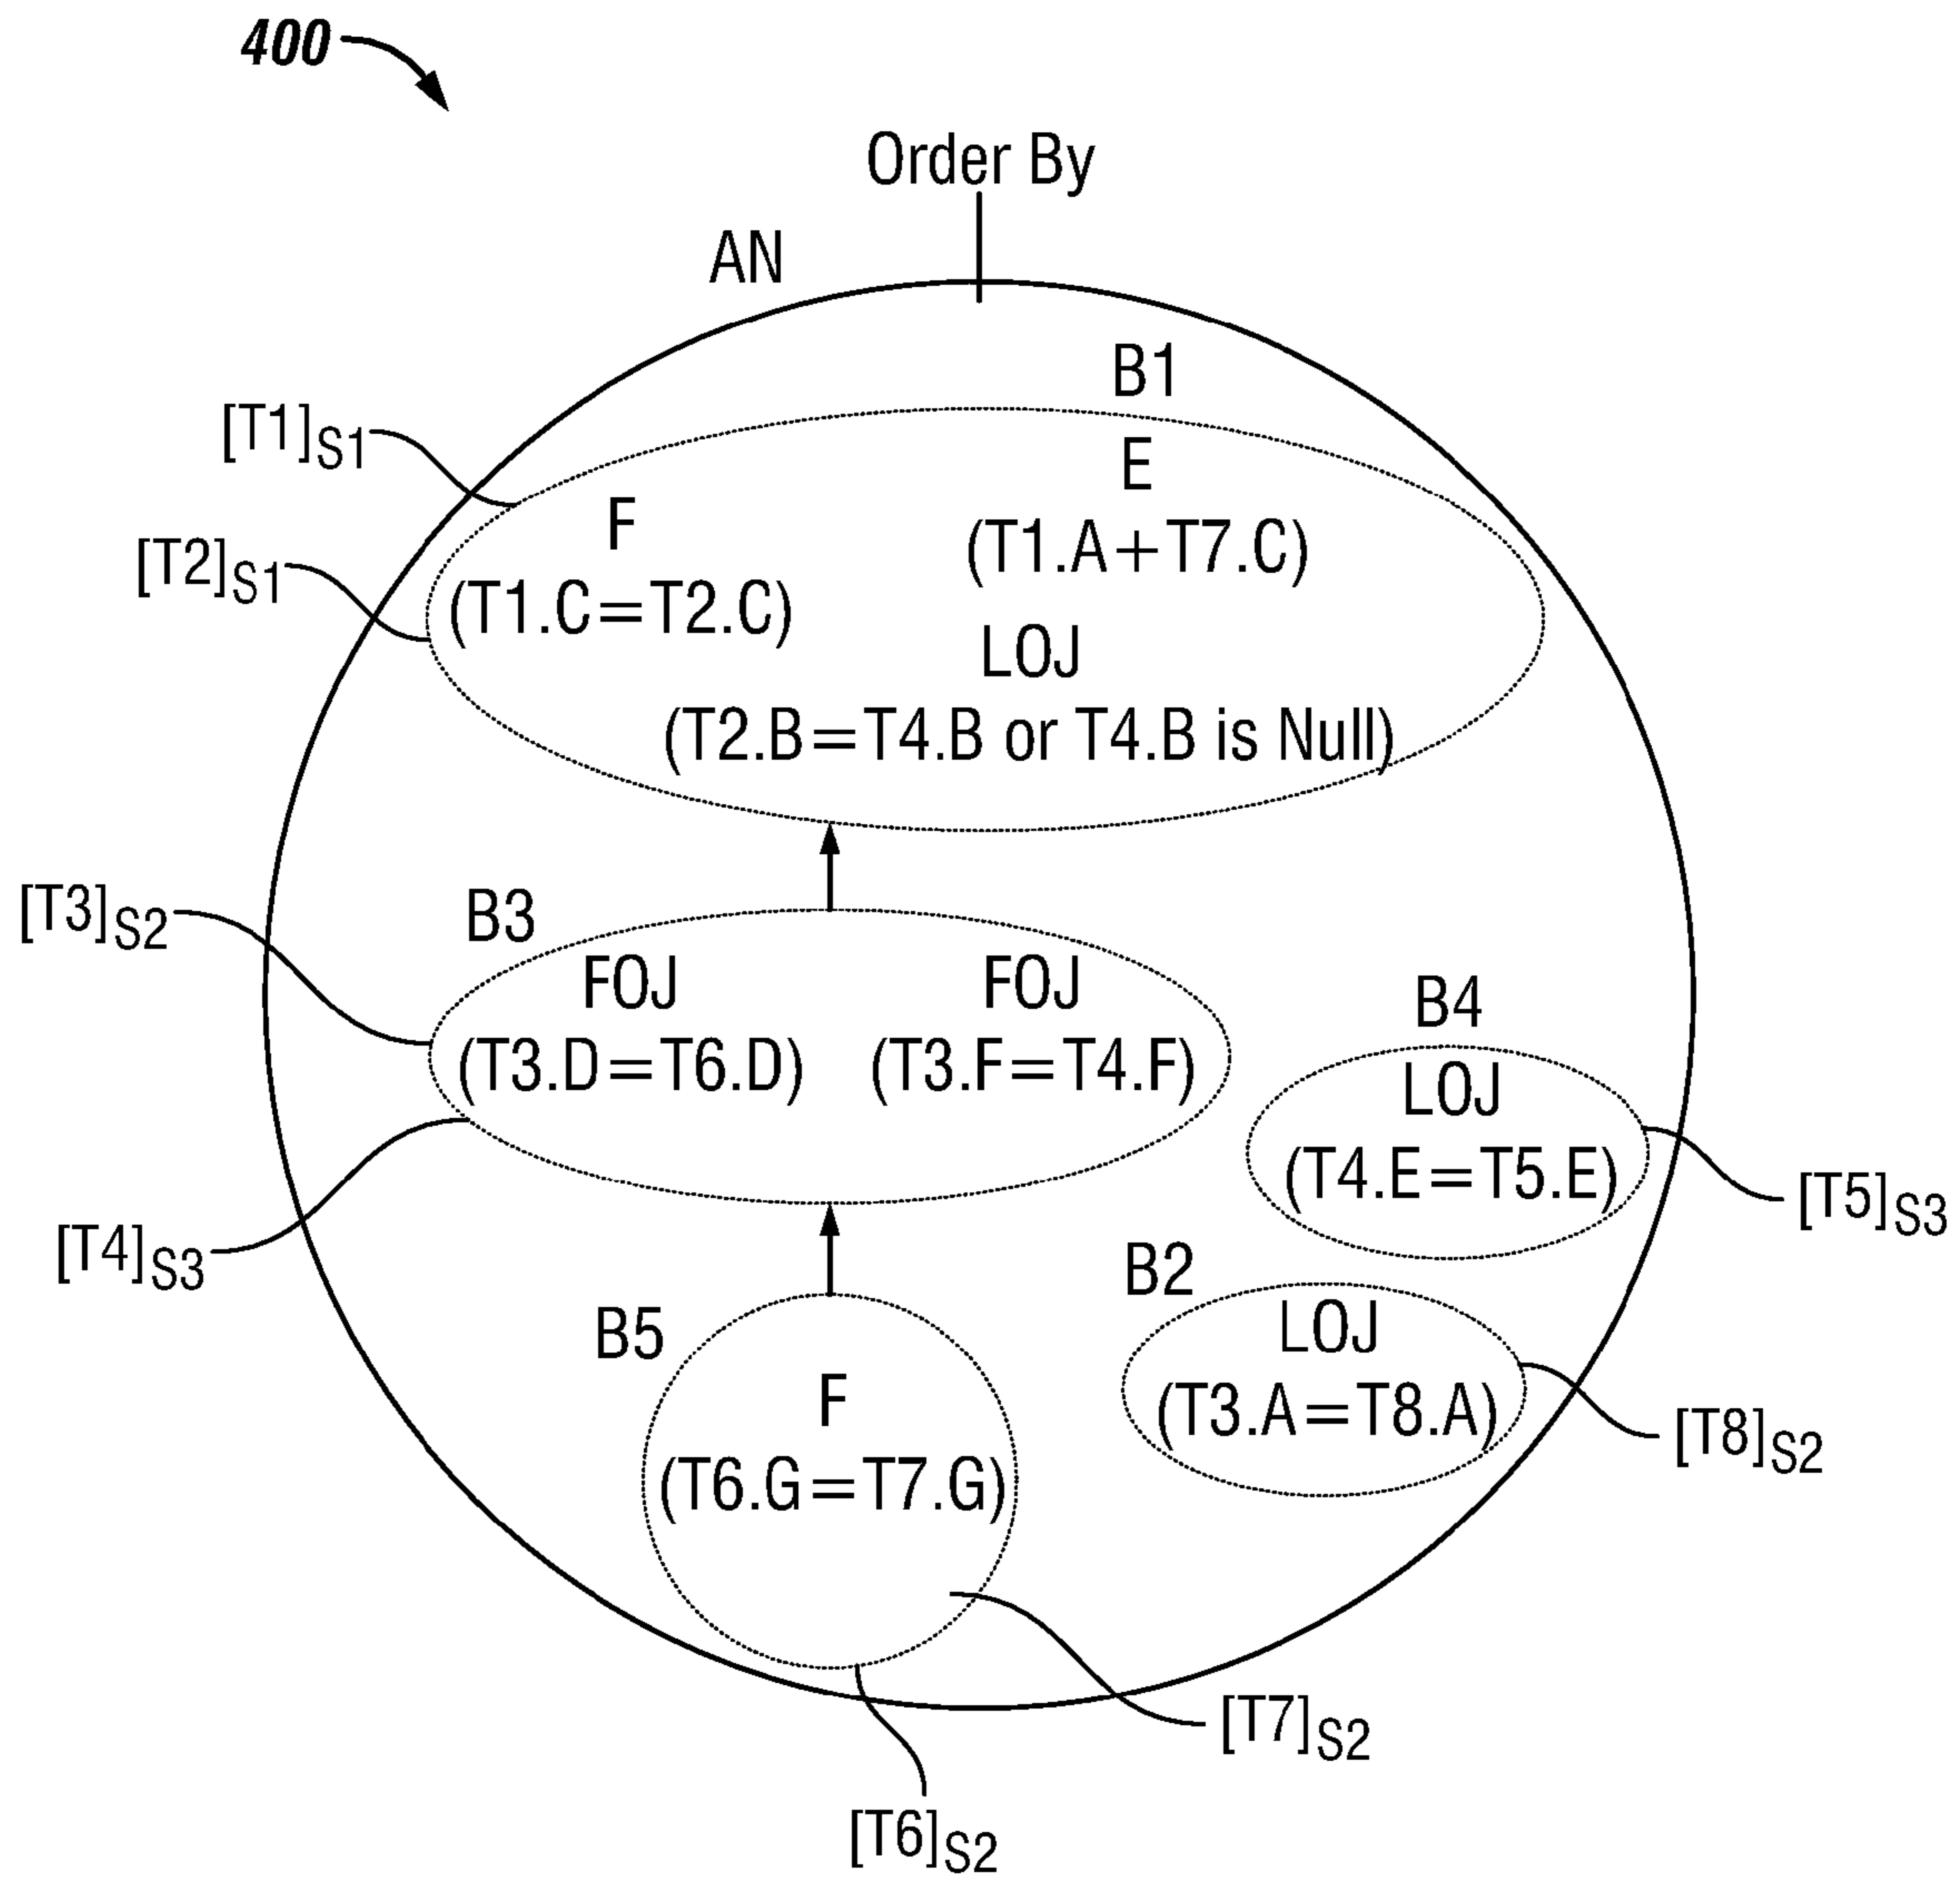 400
Order By
AN
B1
[T1]S1
E
F
(T1.A+T7.C)
[T2]S1
(T1.C=T2.C)
LOJ
(T2.B=T4.B or T4.B is Null)
[T3]S2
B3
FOJ FOJ
(T3.D=T6.D) (T3.F=T4.F)
B4
LOJ
(T4.E=T5.E)
[T5]S3
[T4]S3
B2
LOJ
(T3.A=T8.A)
[T8]S2
B5
F
(T6.G=T7.G)
[T7]S2
[T6]S2